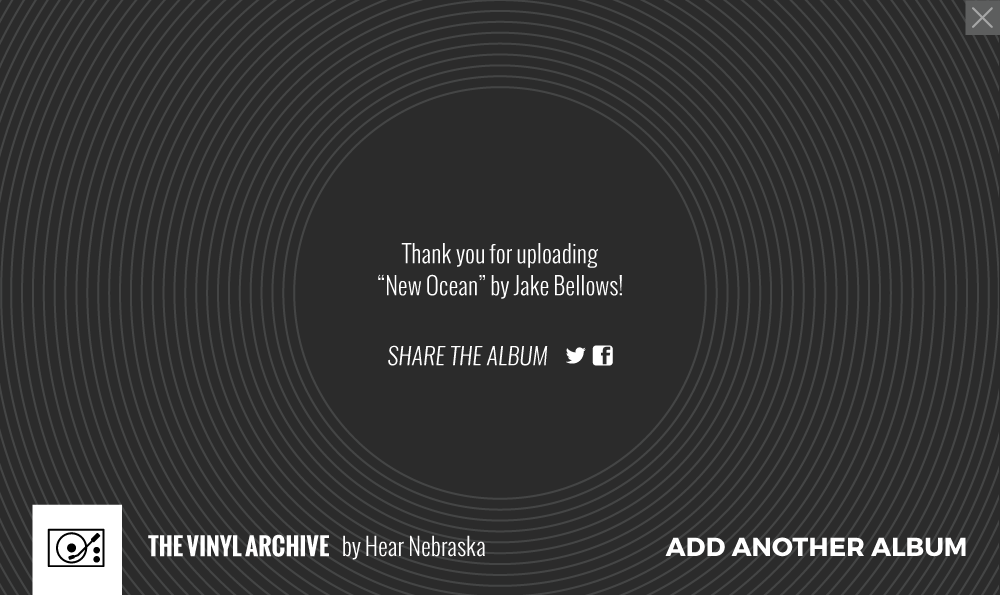 Thank you for uploading
“New Ocean” by Jake Bellows!
SHARE THE ALBUM
THE VINYL ARCHIVE by Hear Nebraska
ADD ANOTHER ALBUM